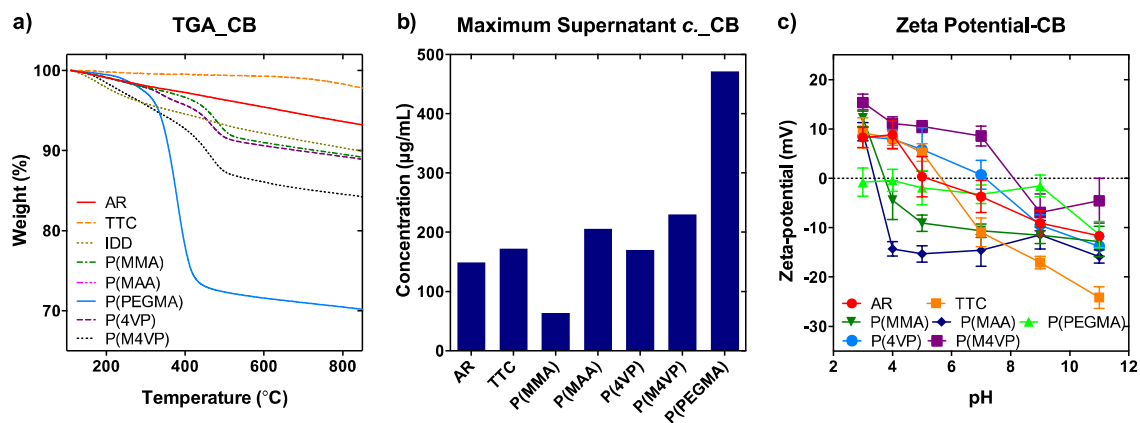 a)
TGA_CB
Weight (%)
100
90
80
70
AR
TTC
IDD
P(MMA)
P(MAA)
P(PEGMA)
P(4VP)
P(M4VP)
200
400
600
800
Temperature (°C)
b)
Maximum Supernatant c._CB
Concentration (µg/mL)
500
400
300
200
100
0
AR
TTC
P(MMA)
P(MAA)
P(4VP)
P(M4VP)
P(PEGMA)
c)
Zeta Potential-CB
Zeta-potential (mV)
20
10
0
-10
-20
-30
AR
TTC
P(MMA)
P(MAA)
P(PEGMA)
P(4VP)
P(M4VP)
2
4
6
8
10
12
pH